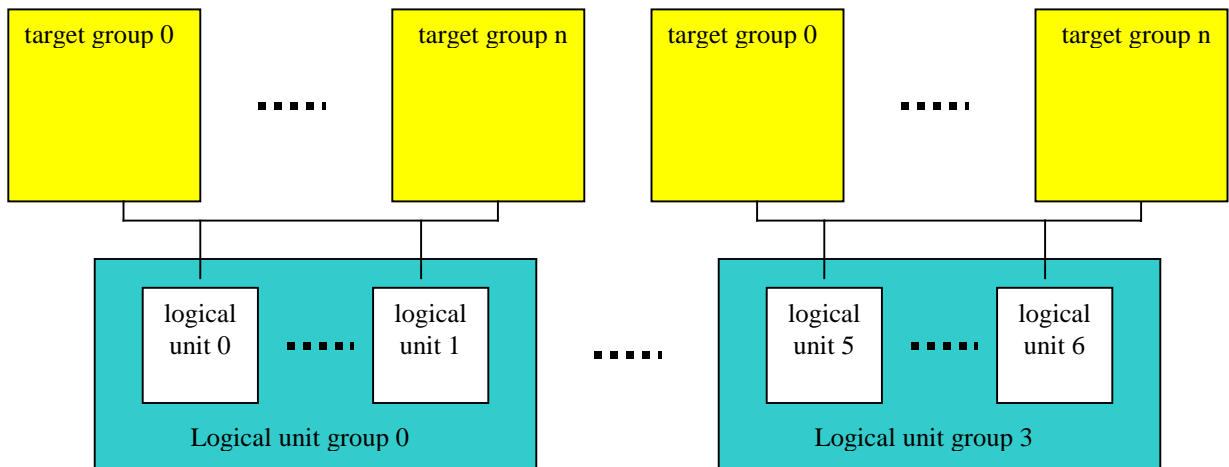 target group 0
target group n
target group 0
target group n
logical
unit 0
logical
unit 1
logical
unit 5
logical
unit 6
Logical unit group 0
Logical unit group 3